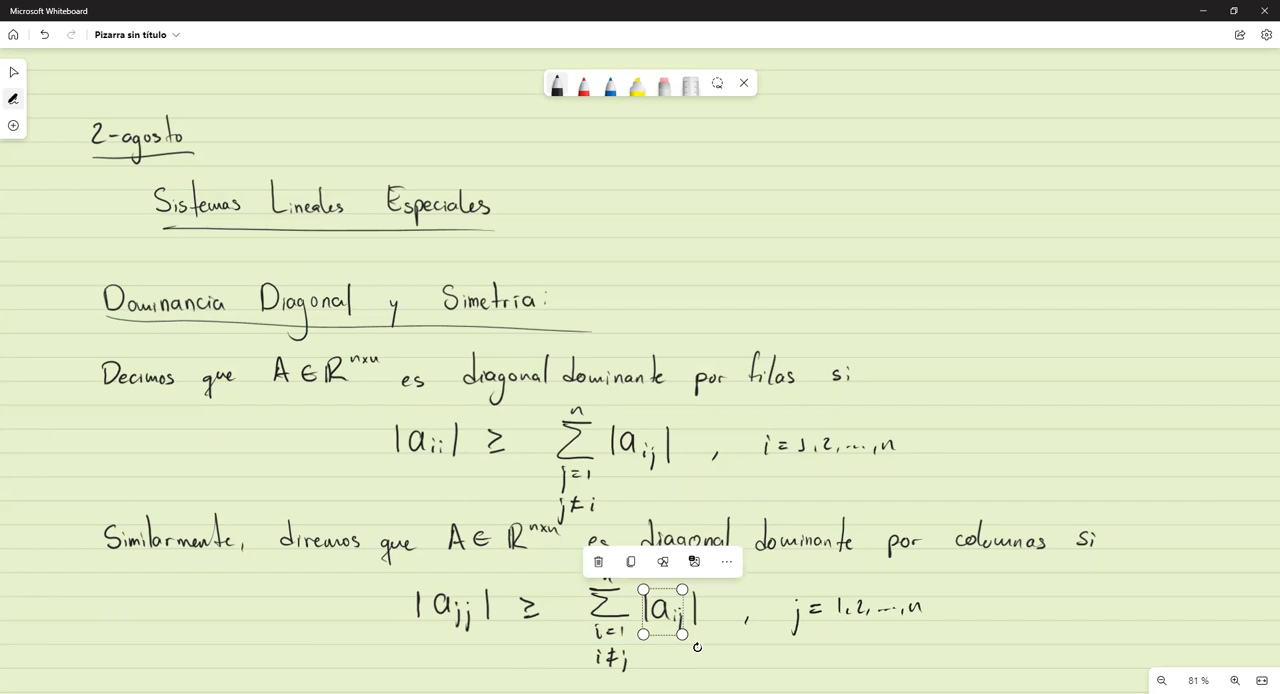 Microsoft Whiteboard
Pizarra sin título
2-agosto
Sistemas Lineales Especiales
Dominancia Diagonal y Simetría:
Decimos que A ∈ ℝ^{n×n} es diagonal dominante por filas si
|a_{ii}| ≥ ∑_{j=1, j≠i}^{n} |a_{ij}| , i = 1,2,...,n
Similarmente, diremos que A ∈ ℝ^{n×n} es diagonal dominante por columnas si
|a_{jj}| ≥ ∑_{i=1, i≠j}^{n} |a_{ij}| , j = 1,2,...,n
81 %